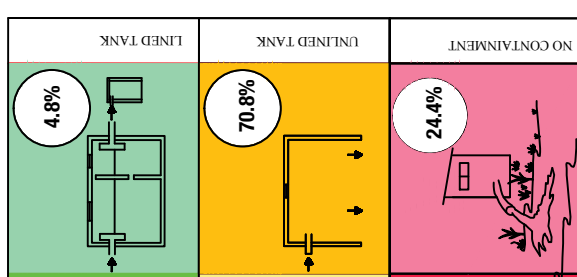 LINED TANK
UNLINED TANK
NO CONTAINMENT
4.8%
70.8%
24.4%